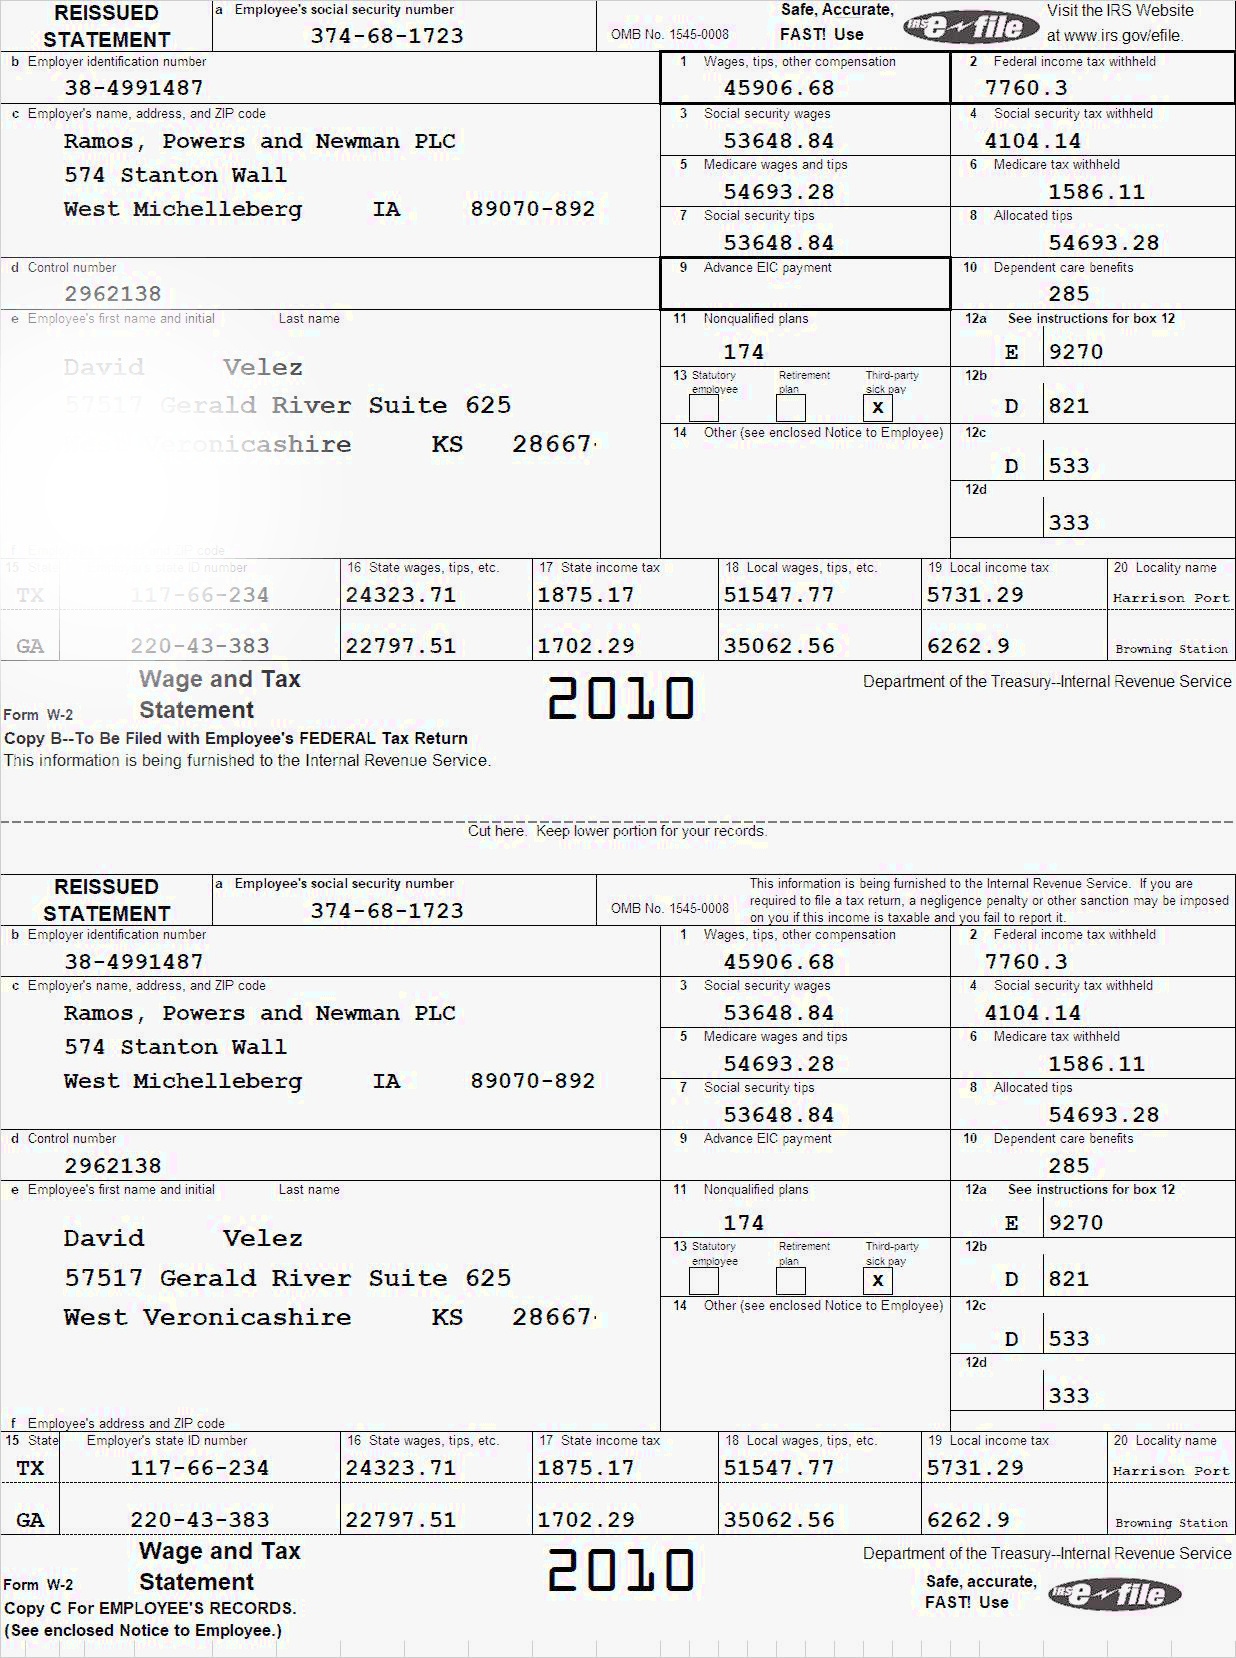 REISSUED STATEMENT
a Employee's social security number
374-68-1723
OMB No. 1545-0008
Safe, Accurate, FAST! Use
IRS e-file
Visit the IRS Website at www.irs.gov/efile.
b Employer identification number
38-4991487
1 Wages, tips, other compensation
45906.68
2 Federal income tax withheld
7760.3
c Employer's name, address, and ZIP code
Ramos, Powers and Newman PLC
574 Stanton Wall
West Michelleberg IA 89070-892
3 Social security wages
53648.84
4 Social security tax withheld
4104.14
5 Medicare wages and tips
54693.28
6 Medicare tax withheld
1586.11
7 Social security tips
53648.84
8 Allocated tips
54693.28
d Control number
2962138
9 Advance EIC payment
10 Dependent care benefits
285
e Employee's first name and initial Last name
David Velez
57517 Gerald River Suite 625
eronicashire KS 28667-
11 Nonqualified plans
174
12a See instructions for box 12
E 9270
13 Statutory employee Retirement plan Third-party sick pay
X
12b
D 821
14 Other (see enclosed Notice to Employee)
12c
D 533
12d
333
code
15 State ID number
16 State wages, tips, etc.
17 State income tax
18 Local wages, tips, etc.
19 Local income tax
20 Locality name
TX 117-66-234 24323.71 1875.17 51547.77 5731.29 Harrison Port
GA 220-43-383 22797.51 1702.29 35062.56 6262.9 Browning Station
Form W-2
Wage and Tax Statement
2010
Department of the Treasury--Internal Revenue Service
Copy B--To Be Filed with Employee's FEDERAL Tax Return
This information is being furnished to the Internal Revenue Service.
Cut here. Keep lower portion for your records.
REISSUED STATEMENT
a Employee's social security number
374-68-1723
OMB No. 1545-0008
This information is being furnished to the Internal Revenue Service. If you are
required to file a tax return, a negligence penalty or other sanction may be imposed
on you if this income is taxable and you fail to report it.
b Employer identification number
38-4991487
1 Wages, tips, other compensation
45906.68
2 Federal income tax withheld
7760.3
c Employer's name, address, and ZIP code
Ramos, Powers and Newman PLC
574 Stanton Wall
West Michelleberg IA 89070-892
3 Social security wages
53648.84
4 Social security tax withheld
4104.14
5 Medicare wages and tips
54693.28
6 Medicare tax withheld
1586.11
7 Social security tips
53648.84
8 Allocated tips
54693.28
d Control number
2962138
9 Advance EIC payment
10 Dependent care benefits
285
e Employee's first name and initial Last name
David Velez
57517 Gerald River Suite 625
West Veronicashire KS 28667-
11 Nonqualified plans
174
12a See instructions for box 12
E 9270
13 Statutory employee Retirement plan Third-party sick pay
X
12b
D 821
14 Other (see enclosed Notice to Employee)
12c
D 533
12d
333
f Employee's address and ZIP code
15 State Employer's state ID number
16 State wages, tips, etc.
17 State income tax
18 Local wages, tips, etc.
19 Local income tax
20 Locality name
TX 117-66-234 24323.71 1875.17 51547.77 5731.29 Harrison Port
GA 220-43-383 22797.51 1702.29 35062.56 6262.9 Browning Station
Form W-2
Wage and Tax Statement
2010
Department of the Treasury--Internal Revenue Service
Safe, accurate, FAST! Use
IRS e-file
Copy C For EMPLOYEE'S RECORDS.
(See enclosed Notice to Employee.)